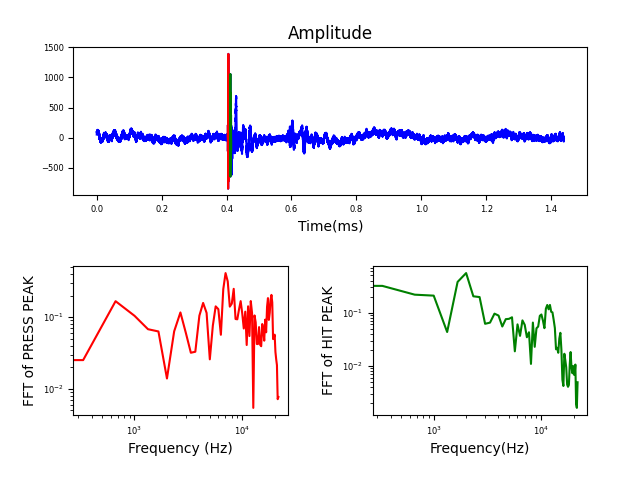 Amplitude
1500
1000
500
0
−500
0.0 0.2 0.4 0.6 0.8 1.0 1.2 1.4
Time(ms)
FFT of PRESS PEAK
10⁻¹
10⁻²
10³ 10⁴
Frequency (Hz)
FFT of HIT PEAK
10⁻¹
10⁻²
10³ 10⁴
Frequency(Hz)